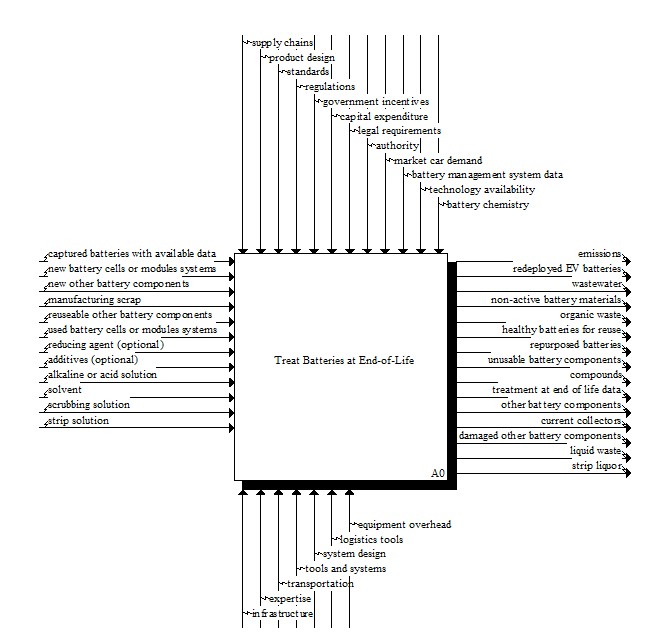 supply chains
product design
standards
regulations
government incentives
capital expenditure
legal requirements
authority
market car demand
battery management system data
technology availability
battery chemistry
captured batteries with available data
new battery cells or modules systems
new other battery components
manufacturing scrap
reuseable other battery components
used battery cells or modules systems
reducing agent (optional)
additives (optional)
alkaline or acid solution
solvent
scrubbing solution
strip solution
Treat Batteries at End-of-Life
A0
emissions
redeployed EV batteries
wastewater
non-active battery materials
organic waste
healthy batteries for reuse
repurposed batteries
unusable battery components
compounds
treatment at end of life data
other battery components
current collectors
damaged other battery components
liquid waste
strip liquor
equipment overhead
logistics tools
system design
tools and systems
transportation
expertise
infrastructure